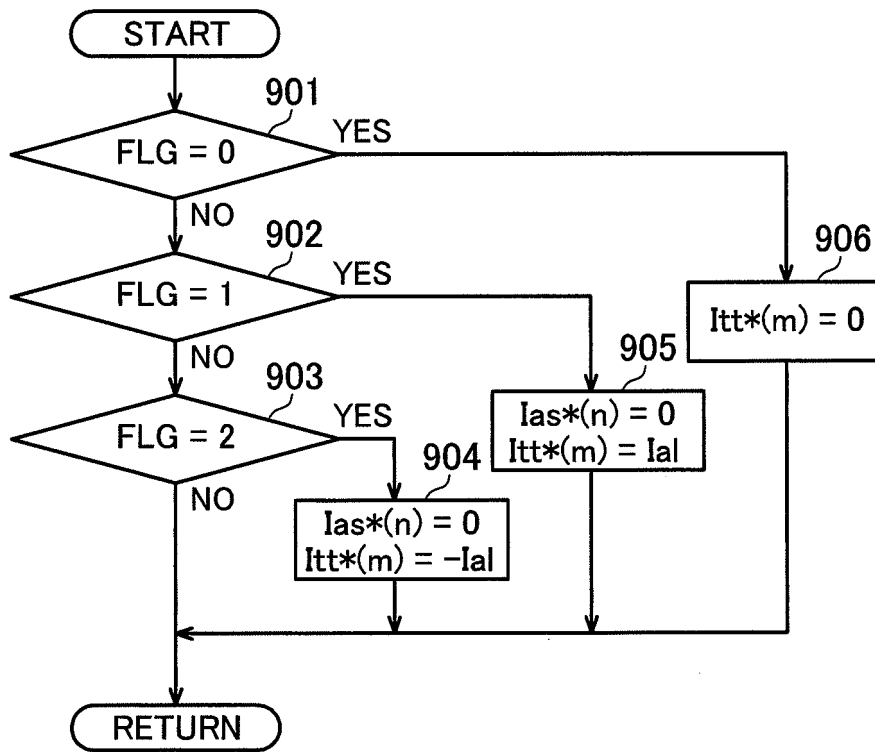 START
901
FLG = 0
YES
NO
902
FLG = 1
YES
906
Itt*(m) = 0
NO
903
FLG = 2
YES
905
Ias*(n) = 0
Itt*(m) = Ial
NO
904
Ias*(n) = 0
Itt*(m) = −Ial
RETURN